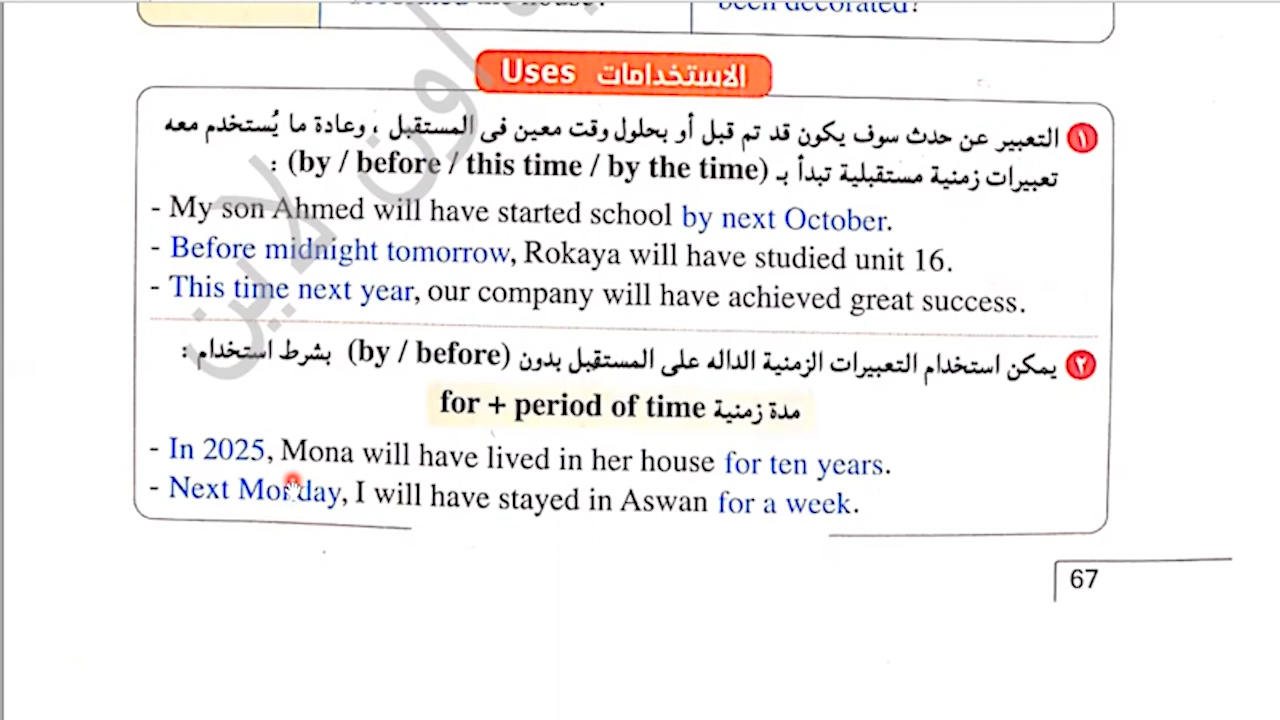 been decorated?
الاستخدامات Uses
١ التعبير عن حدث سوف يكون قد تم قبل أو بحلول وقت معين فى المستقبل ، وعادة ما يُستخدم معه
تعبيرات زمنية مستقبلية تبدأ بـ (by / before / this time / by the time) :
- My son Ahmed will have started school by next October.
- Before midnight tomorrow, Rokaya will have studied unit 16.
- This time next year, our company will have achieved great success.
٢ يمكن استخدام التعبيرات الزمنية الداله على المستقبل بدون (by / before) بشرط استخدام :
for + period of time مدة زمنية
- In 2025, Mona will have lived in her house for ten years.
- Next Monday, I will have stayed in Aswan for a week.
67